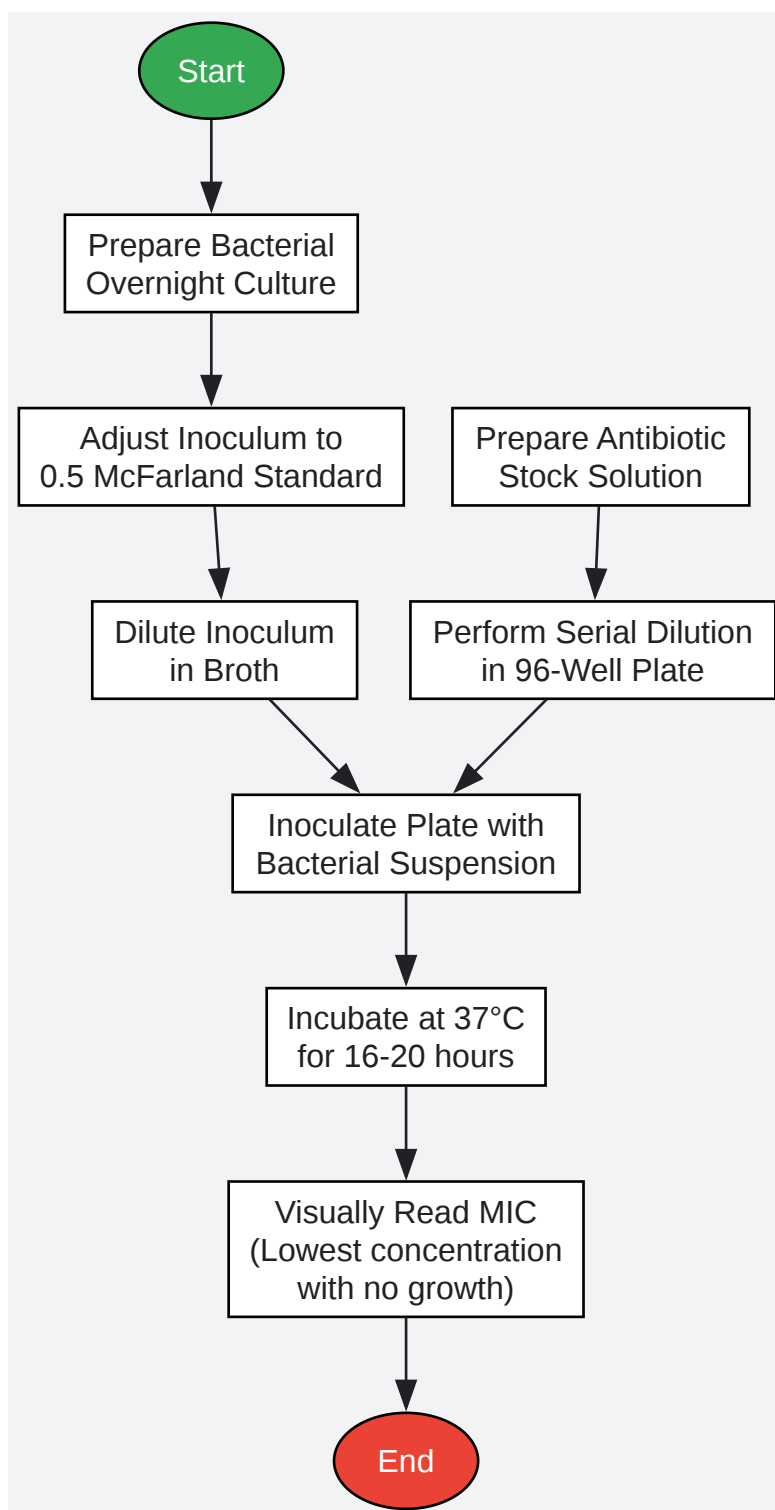 Start
Prepare Bacterial
Overnight Culture
Adjust Inoculum to
0.5 McFarland Standard
Prepare Antibiotic
Stock Solution
Dilute Inoculum
in Broth
Perform Serial Dilution
in 96-Well Plate
Inoculate Plate with
Bacterial Suspension
Incubate at 37°C
for 16-20 hours
Visually Read MIC
(Lowest concentration
with no growth)
End